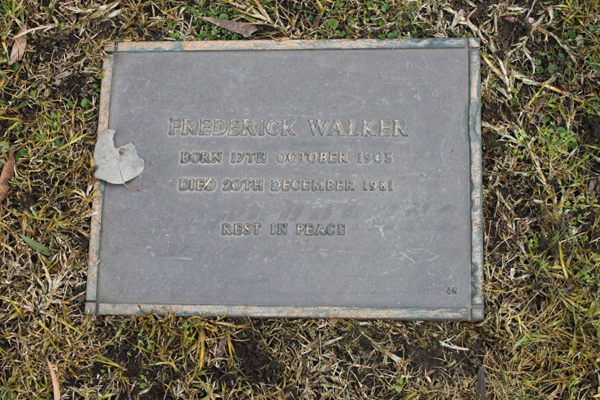 FREDERICK WALKER
BORN 17TH OCTOBER 1903
DIED 20TH DECEMBER 1981
REST IN PEACE